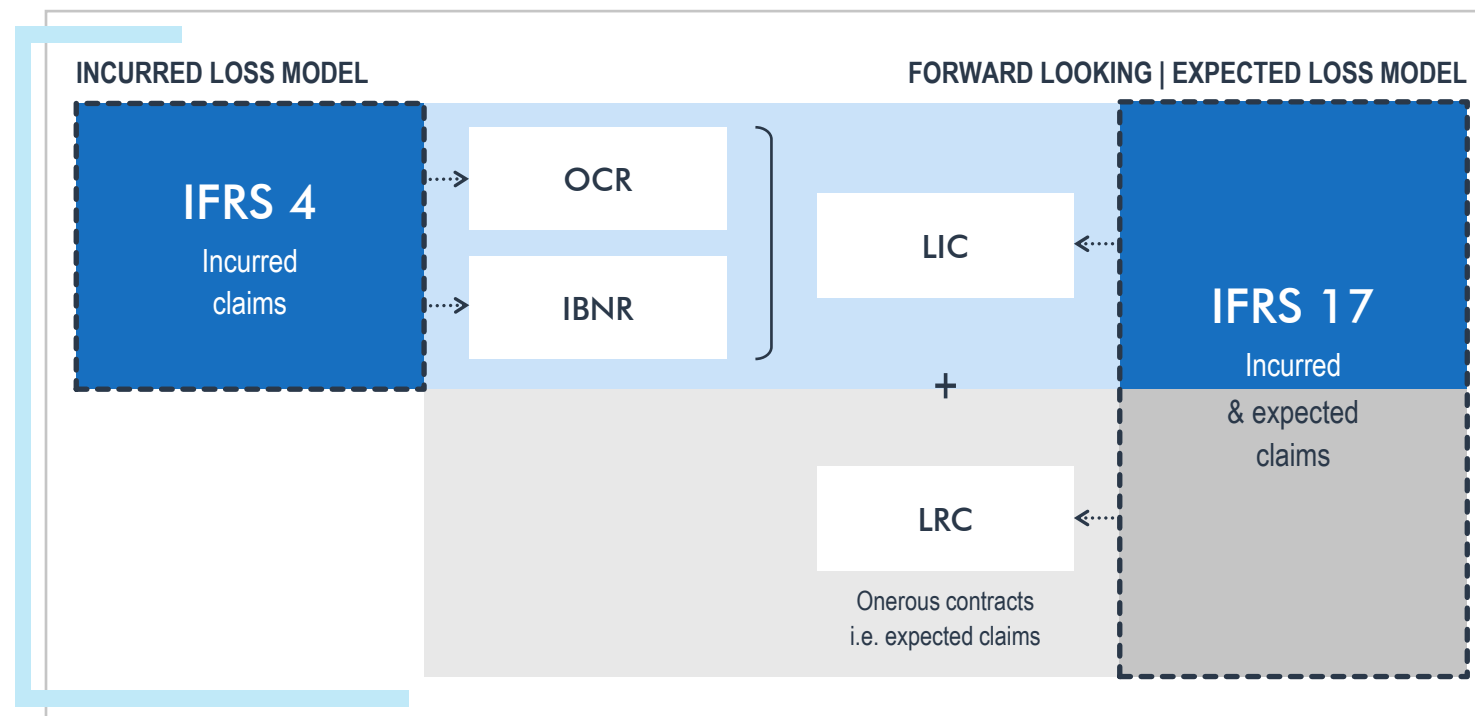 INCURRED LOSS MODEL
FORWARD LOOKING | EXPECTED LOSS MODEL
IFRS 4
Incurred
claims
OCR
IBNR
LIC
+
LRC
Onerous contracts
i.e. expected claims
IFRS 17
Incurred
& expected
claims